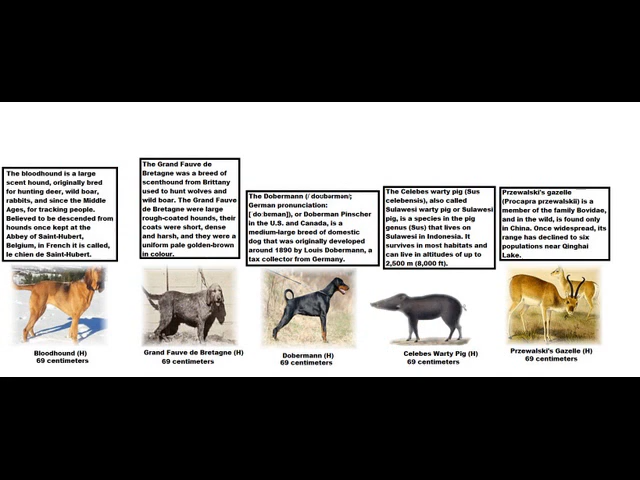 The bloodhound is a large
scent hound, originally bred
for hunting deer, wild boar,
rabbits, and since the Middle
Ages, for tracking people.
Believed to be descended from
hounds once kept at the
Abbey of Saint-Hubert,
Belgium, in French it is called,
le chien de Saint-Hubert.
Bloodhound (H)
69 centimeters
The Grand Fauve de
Bretagne was a breed of
scenthound from Brittany
used to hunt wolves and
wild boar. The Grand Fauve
de Bretagne were large
rough-coated hounds, their
coats were short, dense
and harsh, and they were a
uniform pale golden-brown
in colour.
Grand Fauve de Bretagne (H)
69 centimeters
The Dobermann (/ˈdoʊbərmən/;
German pronunciation:
[ˈdoːbɛman]), or Doberman Pinscher
in the U.S. and Canada, is a
medium-large breed of domestic
dog that was originally developed
around 1890 by Louis Dobermann, a
tax collector from Germany.
Dobermann (H)
69 centimeters
The Celebes warty pig (Sus
celebensis), also called
Sulawesi warty pig or Sulawesi
pig, is a species in the pig
genus (Sus) that lives on
Sulawesi in Indonesia. It
survives in most habitats and
can live in altitudes of up to
2,500 m (8,000 ft).
Celebes Warty Pig (H)
69 centimeters
Przewalski's gazelle
(Procapra przewalskii) is a
member of the family Bovidae,
and in the wild, is found only
in China. Once widespread, its
range has declined to six
populations near Qinghai
Lake.
Przewalski's Gazelle (H)
69 centimeters